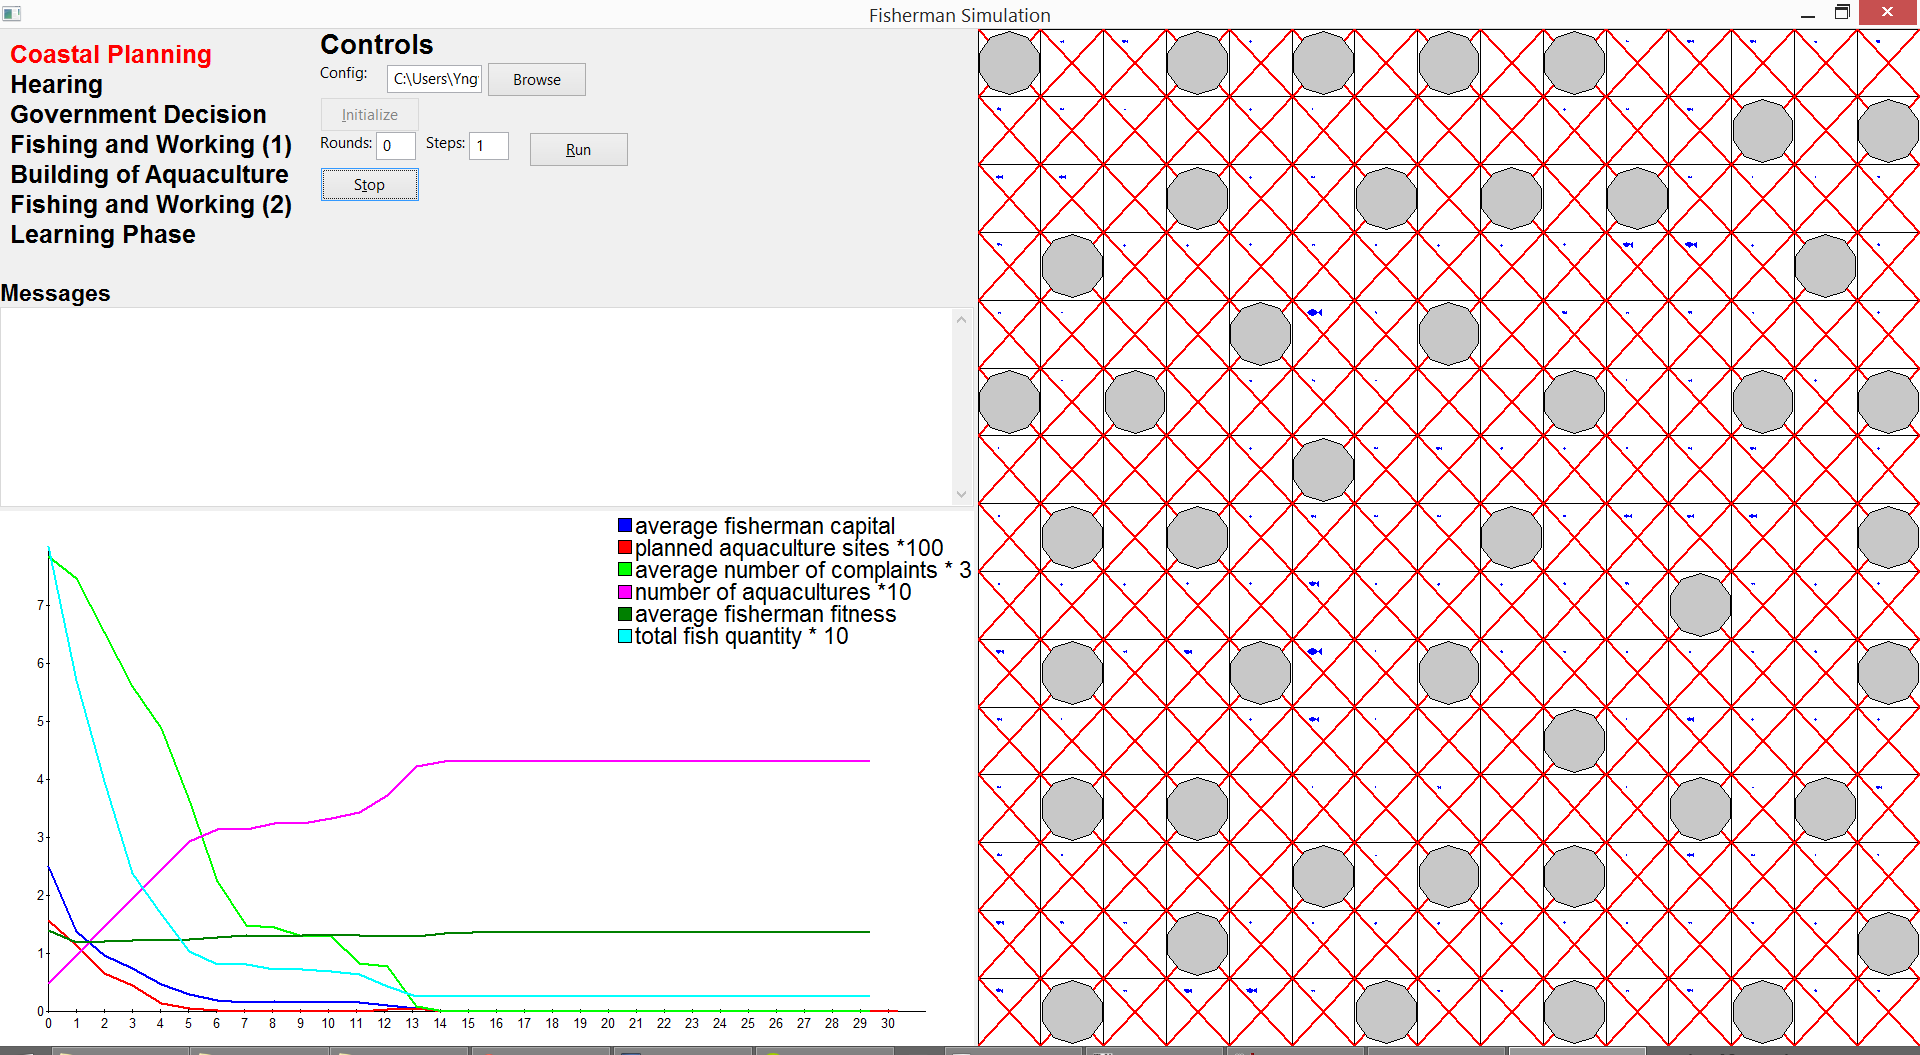 Fisherman Simulation
Coastal Planning
Hearing
Government Decision
Fishing and Working (1)
Building of Aquaculture
Fishing and Working (2)
Learning Phase
Controls
Config: C:\Users\Yng Browse
Initialize
Rounds: 0 Steps: 1 Run
Stop
Messages
average fisherman capital
planned aquaculture sites *100
average number of complaints * 3
number of aquacultures *10
average fisherman fitness
total fish quantity * 10
7
6
5
4
3
2
1
0
0 1 2 3 4 5 6 7 8 9 10 11 12 13 14 15 16 17 18 19 20 21 22 23 24 25 26 27 28 29 30